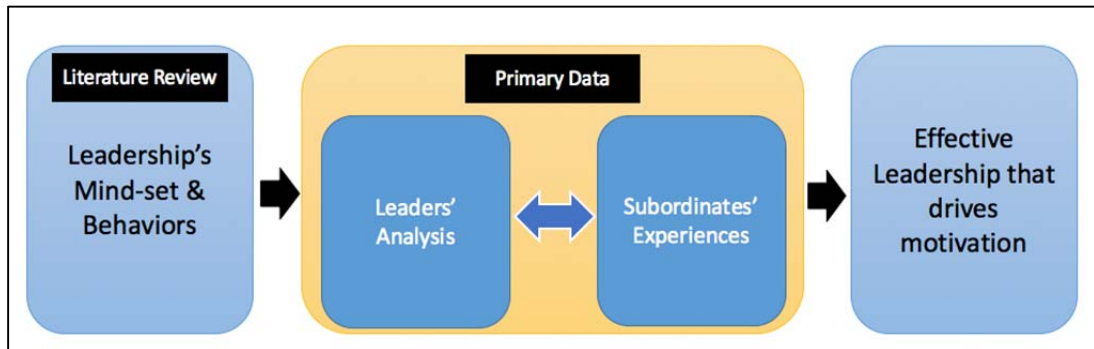 Literature Review
Leadership's
Mind-set &
Behaviors
Primary Data
Leaders'
Analysis
Subordinates'
Experiences
Effective
Leadership that
drives
motivation